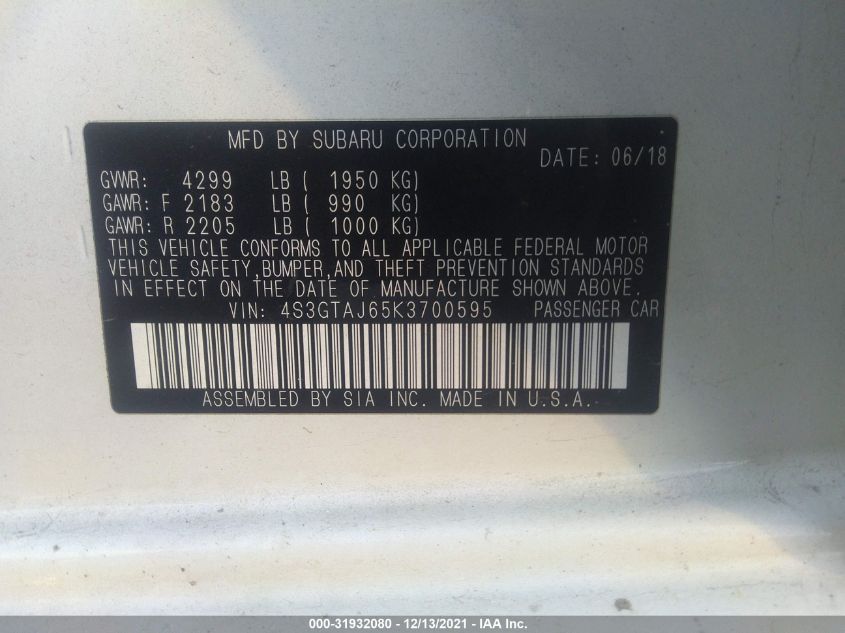 MFD BY SUBARU CORPORATION
DATE: 06/18
GVWR: 4299 LB ( 1950 KG)
GAWR: F 2183 LB ( 990 KG)
GAWR: R 2205 LB ( 1000 KG)
THIS VEHICLE CONFORMS TO ALL APPLICABLE FEDERAL MOTOR
VEHICLE SAFETY,BUMPER,AND THEFT PREVENTION STANDARDS
IN EFFECT ON THE DATE OF MANUFACTURE SHOWN ABOVE.
VIN: 4S3GTAJ65K3700595 PASSENGER CAR
ASSEMBLED BY SIA INC. MADE IN U.S.A.
000-31932080 - 12/13/2021 - IAA Inc.